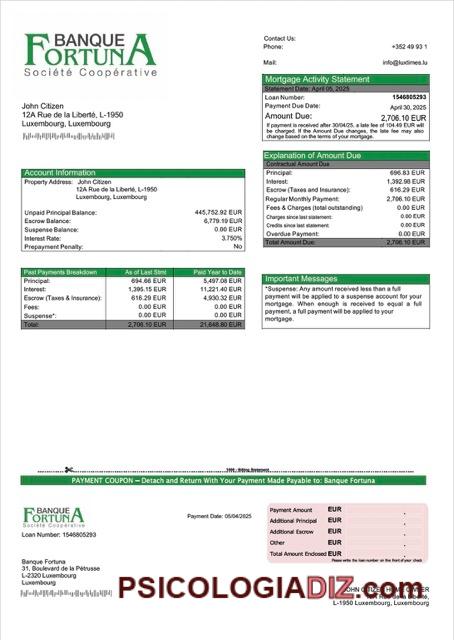 BANQUE
FORTUNA
Société Coopérative
Contact Us:
Phone: +352 49 93 1
Mail: info@luxtimes.lu
Mortgage Activity Statement
Statement Date: April 05, 2025
Loan Number: 1546805293
Payment Due Date: April 30, 2025
Amount Due: 2,706.10 EUR
If payment is received after 30/04/25, a late fee of 104.49 EUR will
be charged. If the Amount Due changes, the late fee may also
change based on the terms of your mortgage.
John Citizen
12A Rue de la Liberté, L-1950
Luxembourg, Luxembourg
Explanation of Amount Due
Contractual Amount Due
Principal: 696.83 EUR
Interest: 1,392.98 EUR
Escrow (Taxes and Insurance): 616.29 EUR
Regular Monthly Payment: 2,706.10 EUR
Fees & Charges (total outstanding) 0.00 EUR
Charges since last statement: 0.00 EUR
Credits since last statement: 0.00 EUR
Overdue Payment: 0.00 EUR
Total Amount Due: 2,706.10 EUR
Account Information
Property Address: John Citizen
12A Rue de la Liberté, L-1950
Luxembourg, Luxembourg
Unpaid Principal Balance: 445,752.92 EUR
Escrow Balance: 6,779.19 EUR
Suspense Balance: 0.00 EUR
Interest Rate: 3.750%
Prepayment Penalty: No
Past Payments Breakdown As of Last Stmt Paid Year to Date
Principal: 694.66 EUR 5,497.08 EUR
Interest: 1,395.15 EUR 11,221.40 EUR
Escrow (Taxes & Insurance): 616.29 EUR 4,930.32 EUR
Fees: 0.00 EUR 0.00 EUR
Suspense*: 0.00 EUR 0.00 EUR
Total: 2,706.10 EUR 21,648.80 EUR
Important Messages
*Suspense: Any amount received less than a full
payment will be applied to a suspense account for your
mortgage. When enough is received to equal a full
payment, a full payment will be applied to your
mortgage.
Billing Statement
PAYMENT COUPON – Detach and Return With Your Payment Made Payable to: Banque Fortuna
BANQUE
FORTUNA
Société Coopérative
Loan Number: 1546805293
Payment Date: 05/04/2025
Payment Amount EUR
Additional Principal EUR
Additional Escrow EUR
Other EUR
Total Amount Enclosed EUR
Please write the loan number on the front of your check.
Banque Fortuna
31, Boulevard de la Pétrusse
L-2320 Luxembourg
Luxembourg
PSICOLOGIADIZ.com
L-1950 Luxembourg, Luxembourg